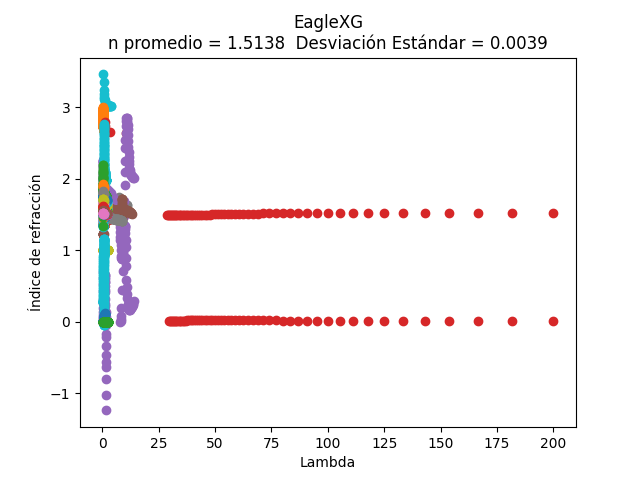 EagleXG
n promedio = 1.5138  Desviación Estándar = 0.0039
Índice de refracción
3
2
1
0
−1
0 25 50 75 100 125 150 175 200
Lambda